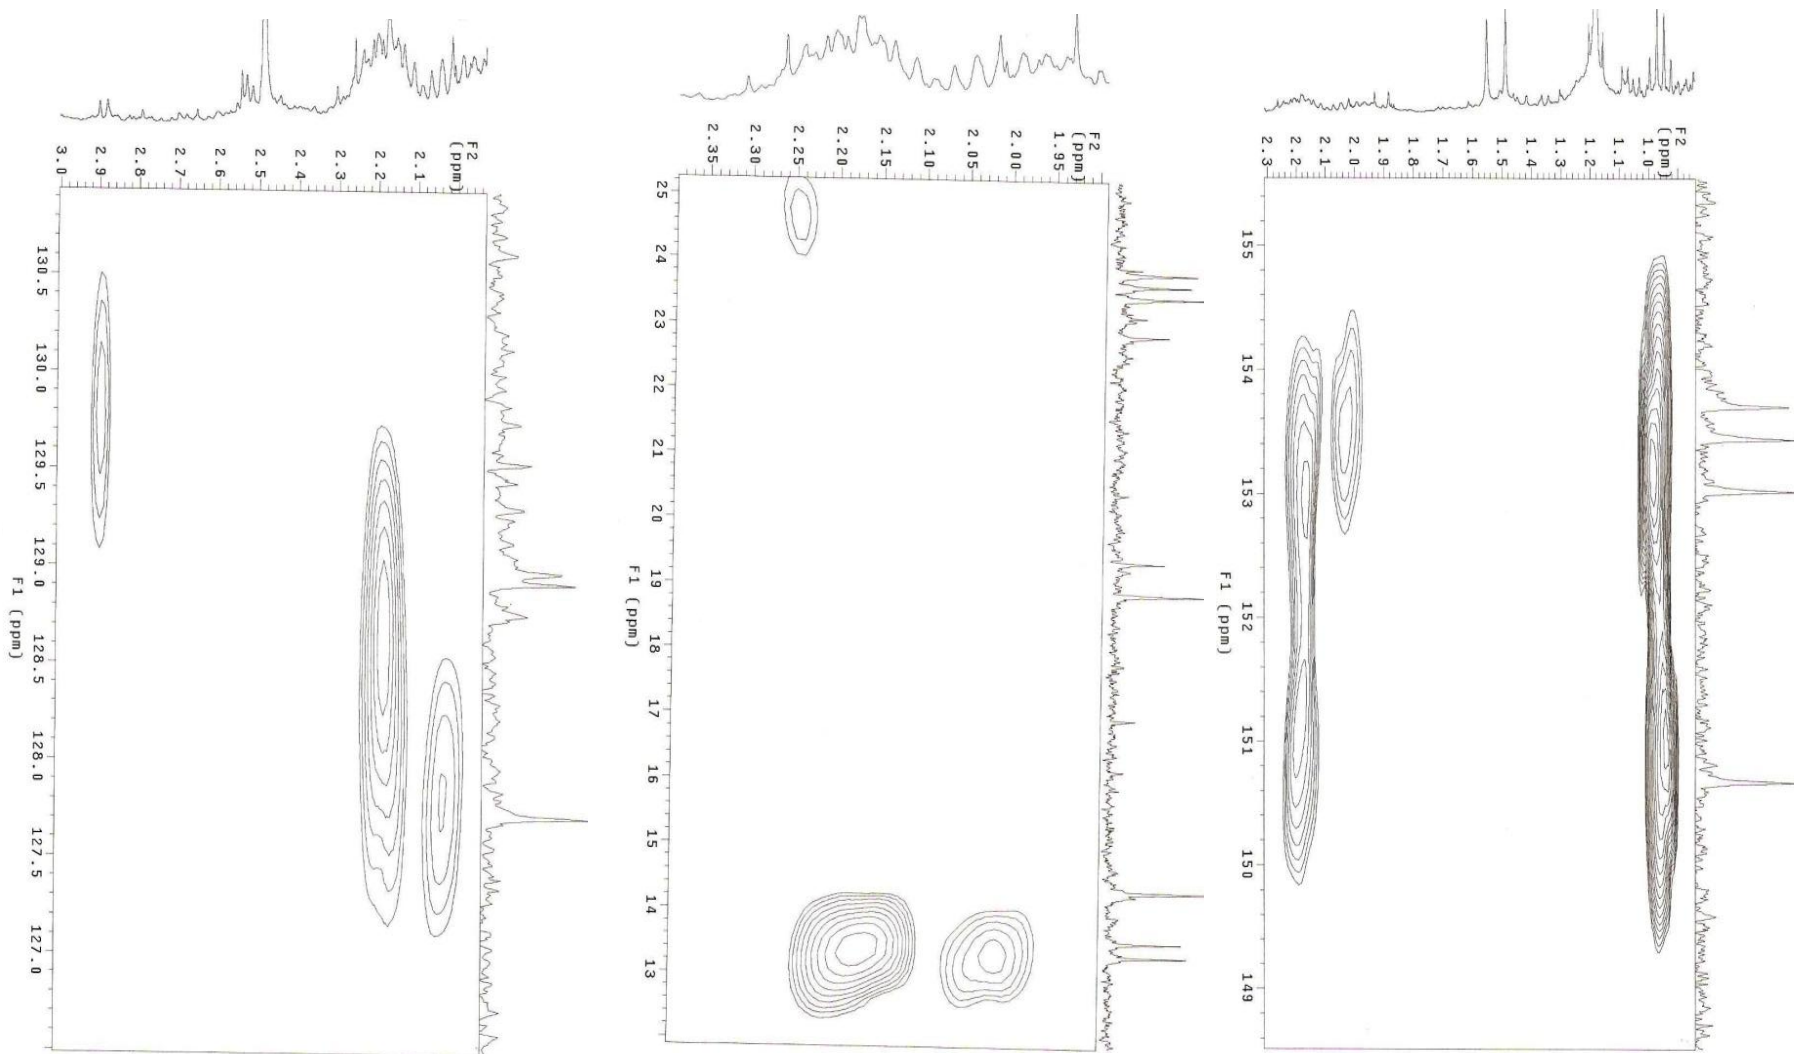 F2
(ppm)
3.0 2.9 2.8 2.7 2.6 2.5 2.4 2.3 2.2 2.1
130.5 130.0 129.5 129.0 128.5 128.0 127.5 127.0
F1 (ppm)
F2
(ppm)
2.35 2.30 2.25 2.20 2.15 2.10 2.05 2.00 1.95
25 24 23 22 21 20 19 18 17 16 15 14 13
F1 (ppm)
F2
(ppm)
2.3 2.2 2.1 2.0 1.9 1.8 1.7 1.6 1.5 1.4 1.3 1.2 1.1 1.0
155 154 153 152 151 150 149
F1 (ppm)